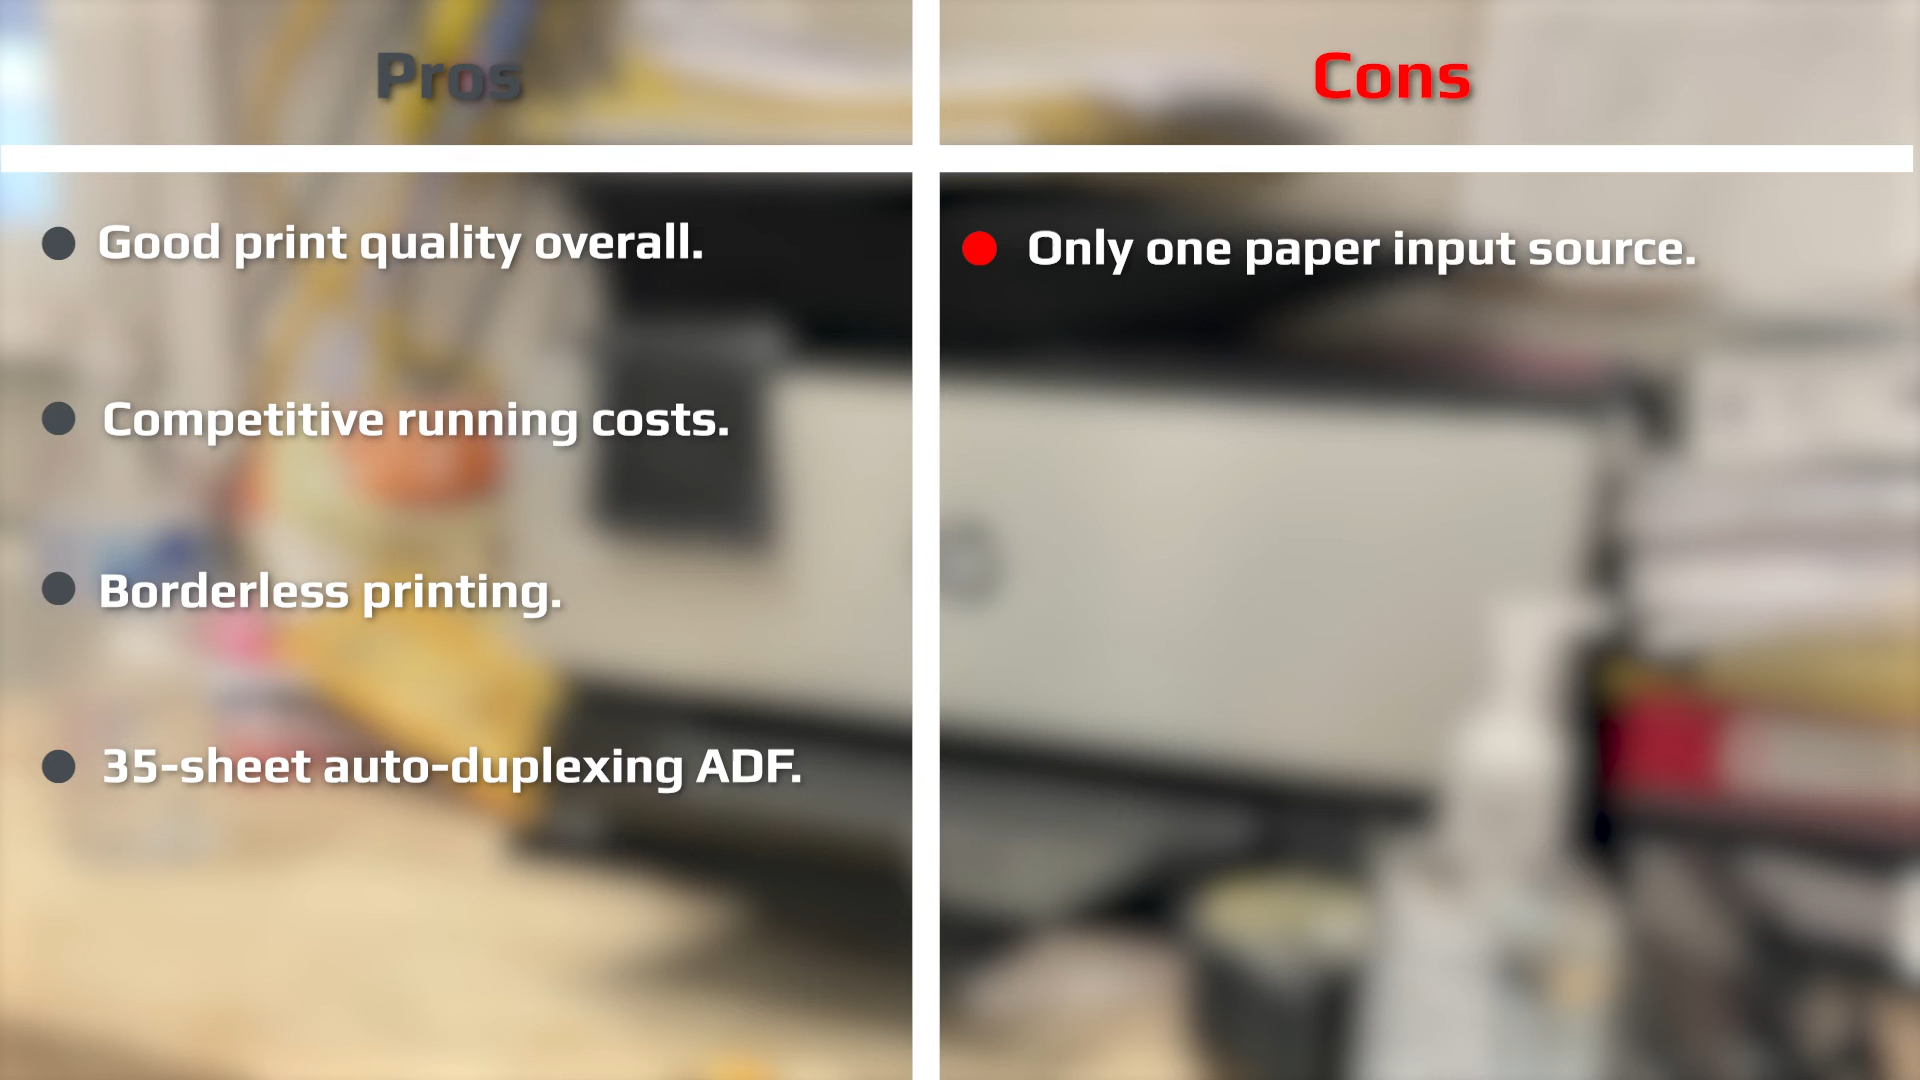 Pros
Cons
Good print quality overall.
Competitive running costs.
Borderless printing.
35-sheet auto-duplexing ADF.
Only one paper input source.